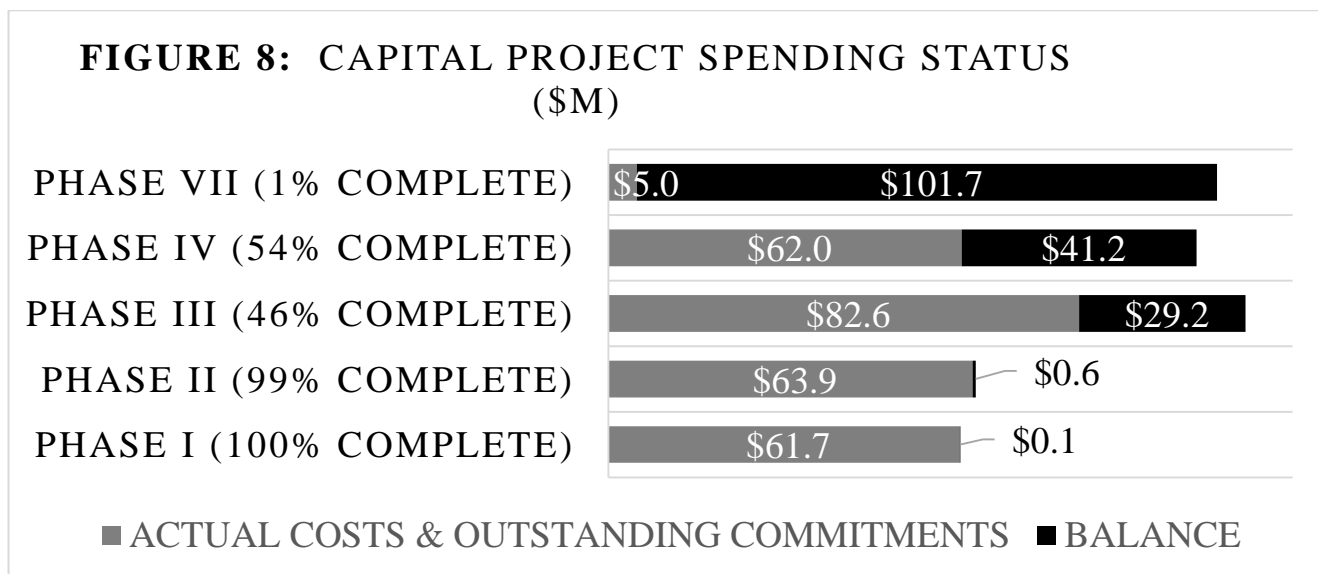 FIGURE 8: CAPITAL PROJECT SPENDING STATUS
($M)
PHASE VII (1% COMPLETE) $5.0 $101.7
PHASE IV (54% COMPLETE) $62.0 $41.2
PHASE III (46% COMPLETE) $82.6 $29.2
PHASE II (99% COMPLETE) $63.9 $0.6
PHASE I (100% COMPLETE) $61.7 $0.1
ACTUAL COSTS & OUTSTANDING COMMITMENTS BALANCE